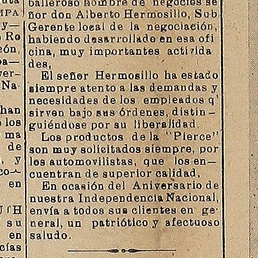 balleroso hombre de negocios se
ñor don Alberto Hermosillo, Sub
Gerente local de la negociación,
habiendo desarrollado en esa ofi
cina, muy importantes activida
des,
El señor Hermosillo ha estado
siempre atento a las demandas y
necesidades de los empleados q'
sirven bajo sus órdenes, distin-
guiéndose por su liberalidad.
Los productos de la "Pierce"
son muy solicitados siempre, por
los automovilistas, que los en-
cuentran de superior calidad.
En ocasión del Aniversario de
nuestra Independencia Nacional,
envía a todos sus clientes en ge-
neral, un patriótico y afectuoso
saludo.